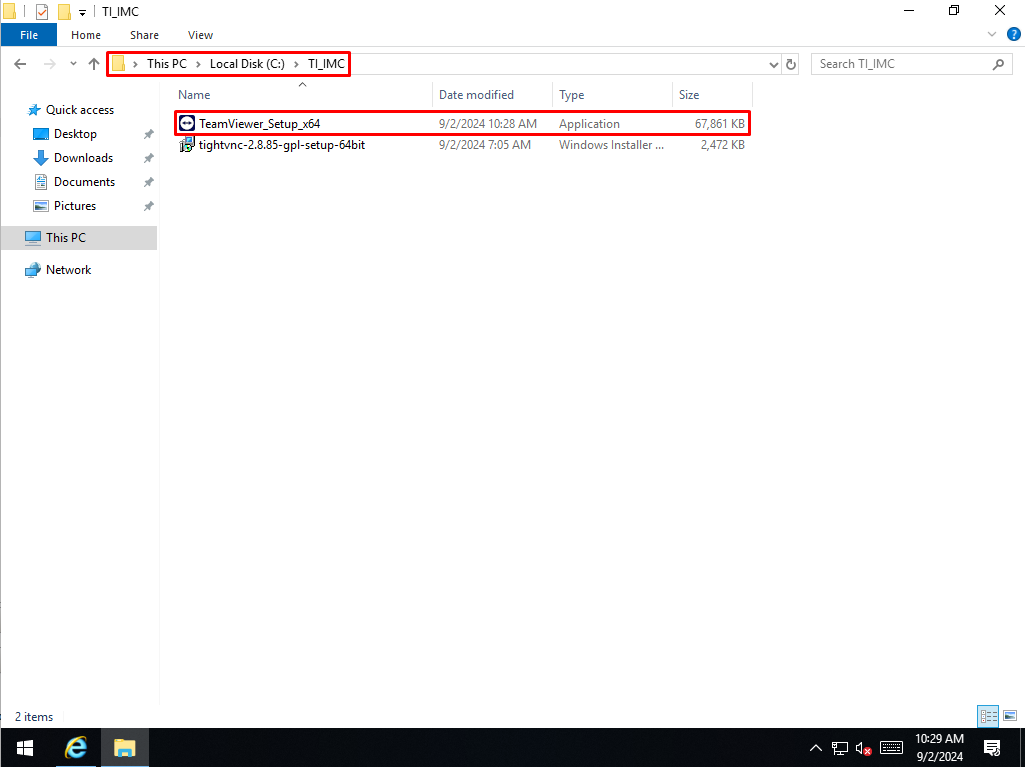 TI_IMC
File Home Share View
This PC > Local Disk (C:) > TI_IMC
Search TI_IMC
Name Date modified Type Size
TeamViewer_Setup_x64 9/2/2024 10:28 AM Application 67,861 KB
tightvnc-2.8.85-gpl-setup-64bit 9/2/2024 7:05 AM Windows Installer ... 2,472 KB
Quick access
Desktop
Downloads
Documents
Pictures
This PC
Network
2 items
10:29 AM
9/2/2024